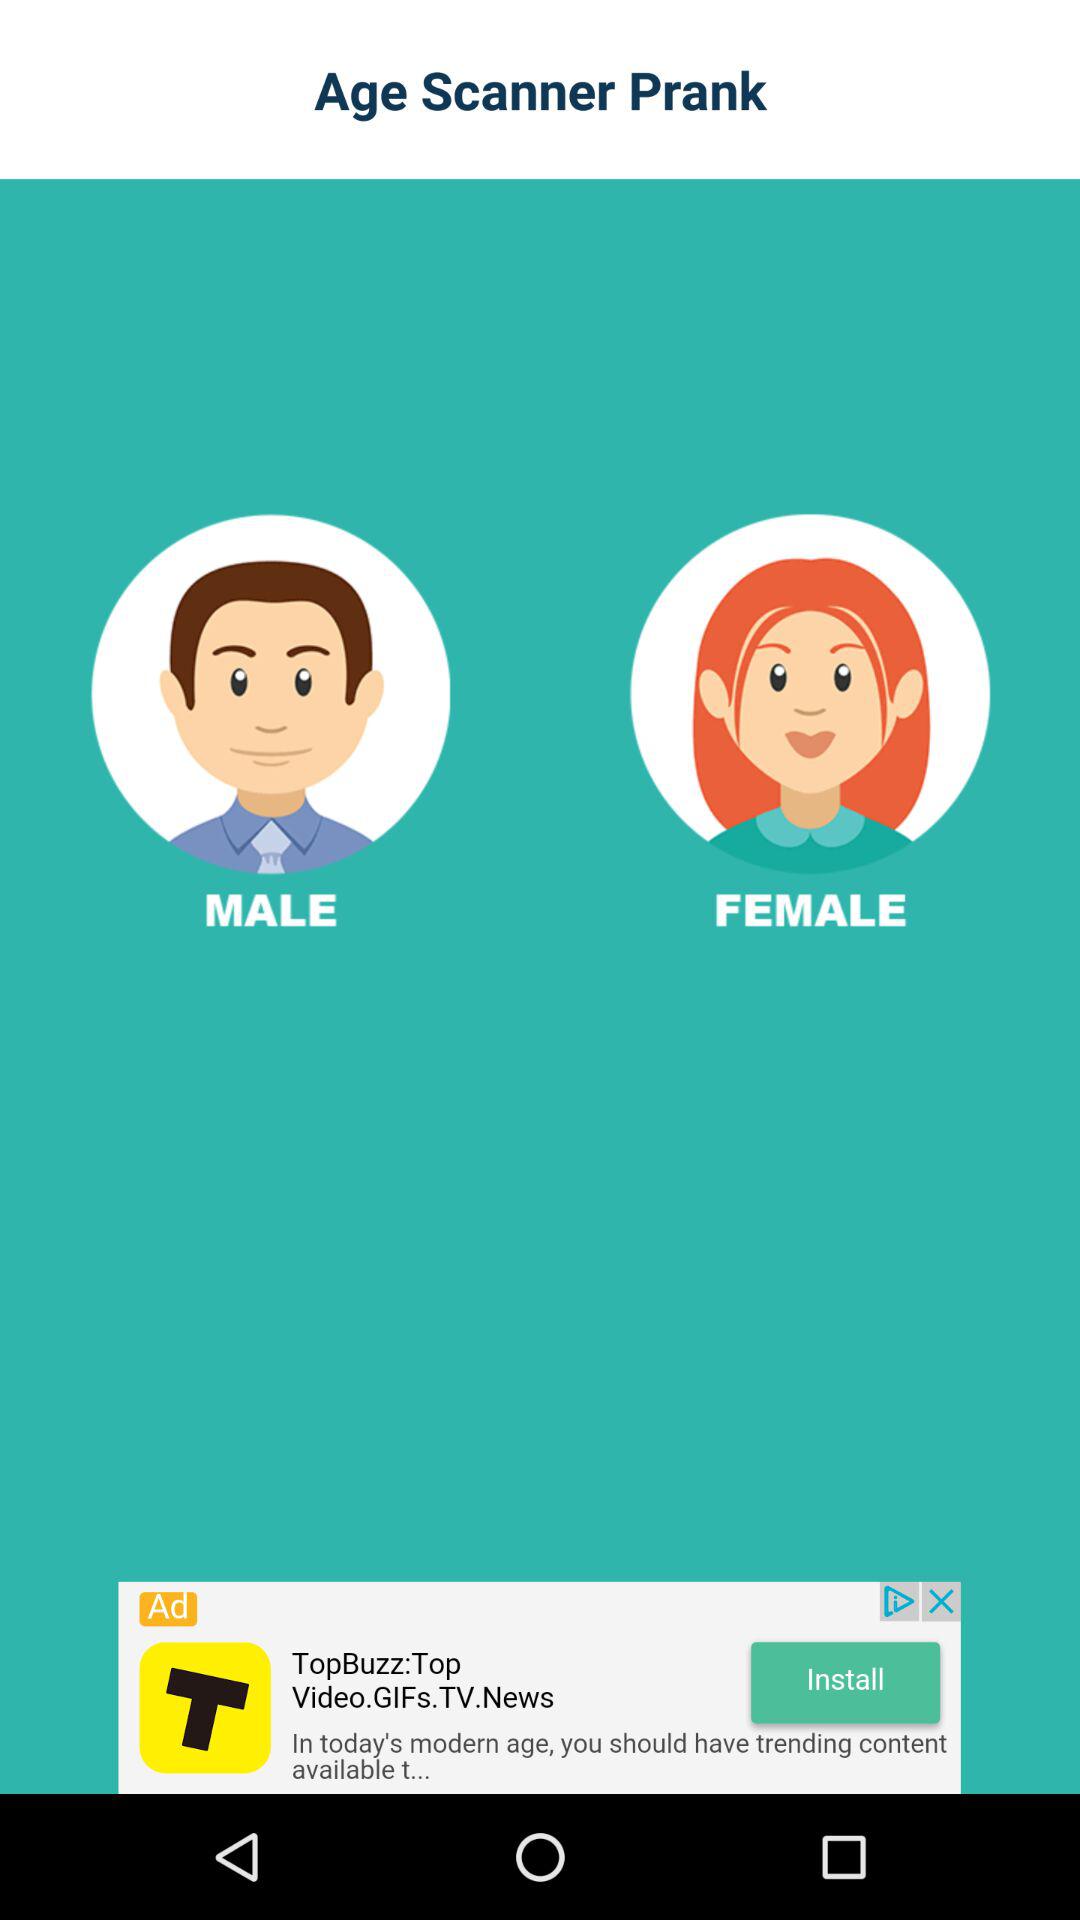 Age Scanner Prank
MALE
FEMALE
Ad
T
TopBuzz:Top
Video.GIFs.TV.News
Install
In today's modern age, you should have trending content
available t...